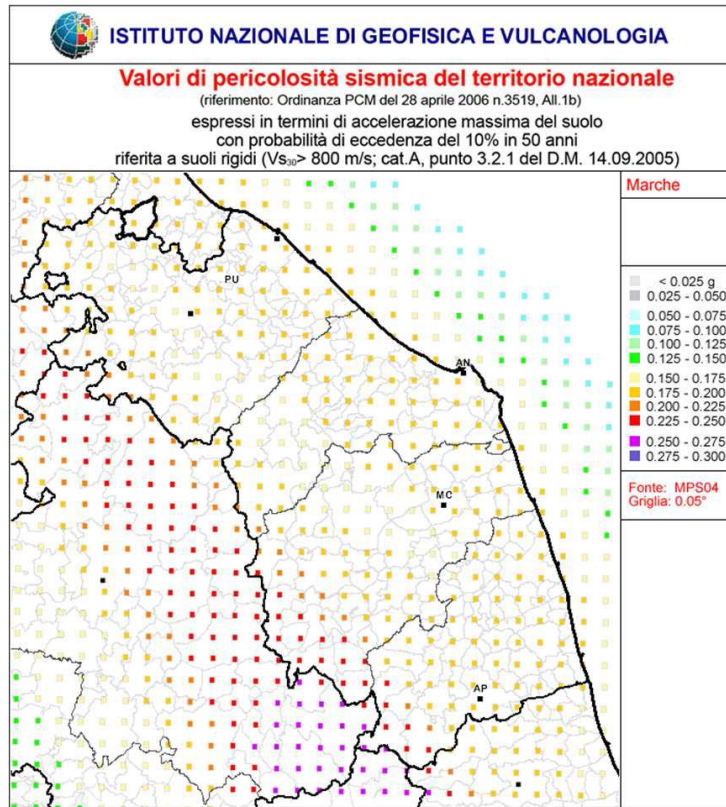 ISTITUTO NAZIONALE DI GEOFISICA E VULCANOLOGIA
Valori di pericolosità sismica del territorio nazionale
(riferimento: Ordinanza PCM del 28 aprile 2006 n.3519, All.1b)
espressi in termini di accelerazione massima del suolo
con probabilità di eccedenza del 10% in 50 anni
riferita a suoli rigidi (Vs30> 800 m/s; cat.A, punto 3.2.1 del D.M. 14.09.2005)
Marche
< 0.025 g
0.025 - 0.050
0.050 - 0.075
0.075 - 0.100
0.100 - 0.125
0.125 - 0.150
0.150 - 0.175
0.175 - 0.200
0.200 - 0.225
0.225 - 0.250
0.250 - 0.275
0.275 - 0.300
Fonte: MPS04
Griglia: 0.05°
PU
AN
MC
AP